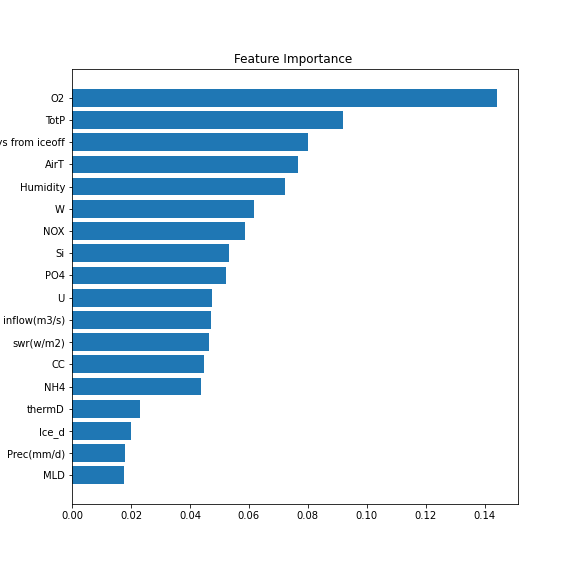 Feature Importance
O2
TotP
from iceoff
AirT
Humidity
W
NOX
Si
PO4
U
inflow(m3/s)
swr(w/m2)
CC
NH4
thermD
Ice_d
Prec(mm/d)
MLD
0.00 0.02 0.04 0.06 0.08 0.10 0.12 0.14